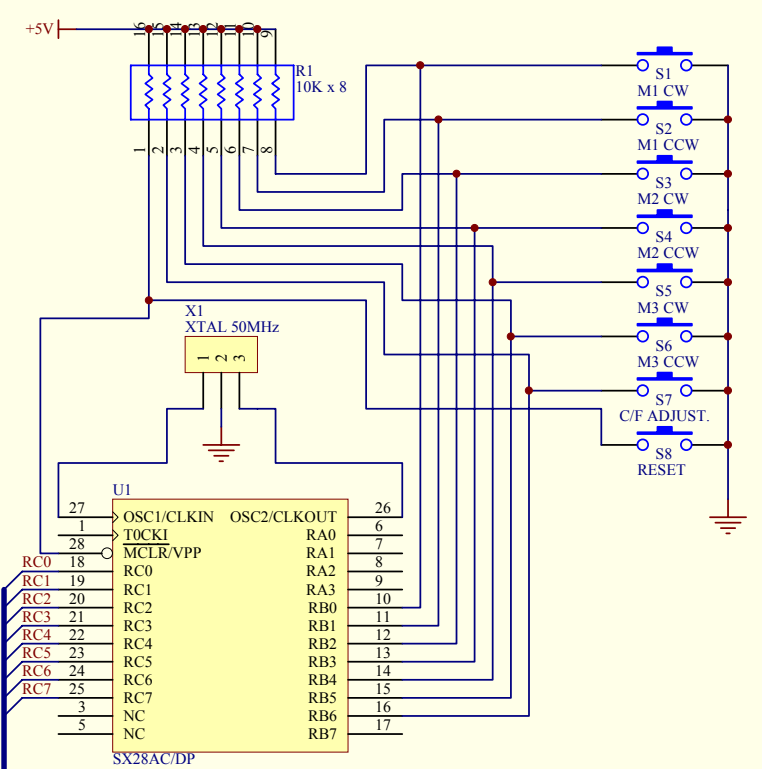 +5V
16 15 14 13 12 11 10 9
R1
10K x 8
1 2 3 4 5 6 7 8
S1
M1 CW
S2
M1 CCW
S3
M2 CW
S4
M2 CCW
S5
M3 CW
S6
M3 CCW
S7
C/F ADJUST.
S8
RESET
X1
XTAL 50MHz
1 2 3
U1
27 OSC1/CLKIN OSC2/CLKOUT 26
1 T0CKI RA0 6
28 MCLR/VPP RA1 7
RC0 18 RC0 RA2 8
RC1 19 RC1 RA3 9
RC2 20 RC2 RB0 10
RC3 21 RC3 RB1 11
RC4 22 RC4 RB2 12
RC5 23 RC5 RB3 13
RC6 24 RC6 RB4 14
RC7 25 RC7 RB5 15
3 NC RB6 16
5 NC RB7 17
SX28AC/DP